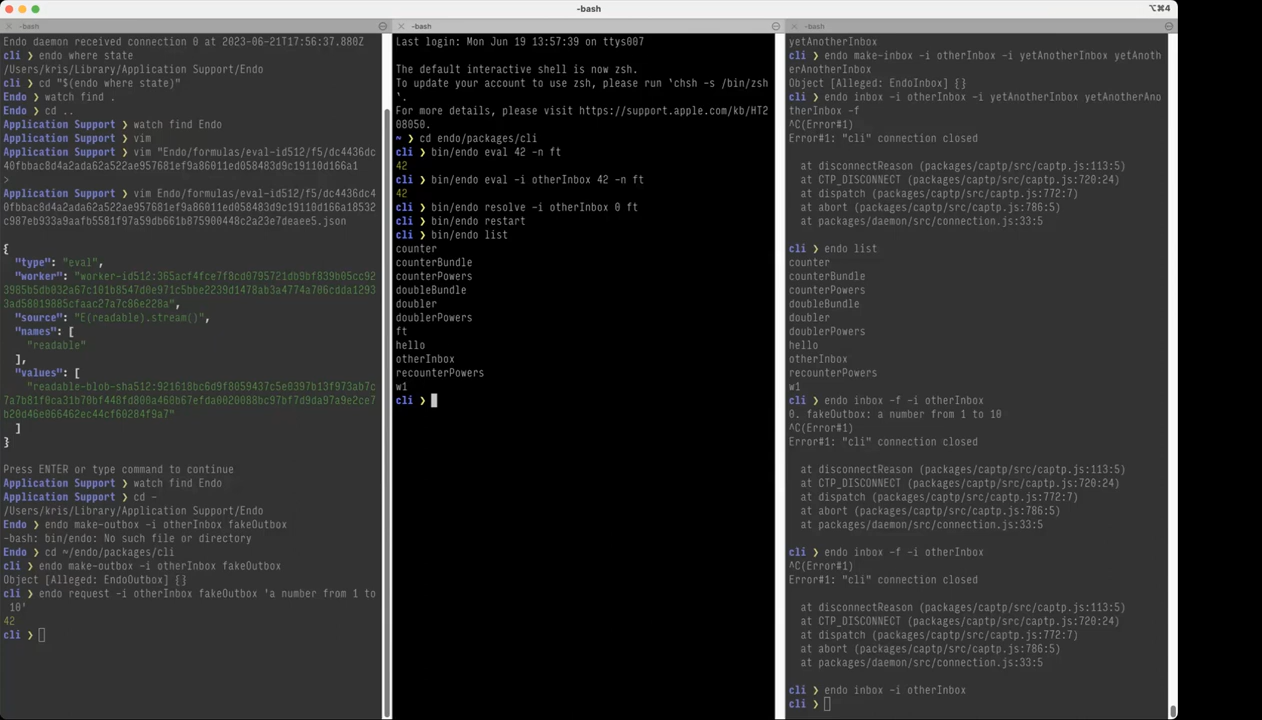 -bash
⌥⌘4
-bash
Endo daemon received connection 0 at 2023-06-21T17:56:37.880Z
cli ❯ endo where state
/Users/kris/Library/Application Support/Endo
cli ❯ cd "$(endo where state)"
Endo ❯ watch find .
Endo ❯ cd ..
Application Support ❯ watch find Endo
Application Support ❯ vim
Application Support ❯ vim "Endo/formulas/eval-id512/f5/dc4436dc
40fbbac8d4a2ada62a522ae957681ef9a86011ed058483d9c19110d166a1
>
Application Support ❯ vim Endo/formulas/eval-id512/f5/dc4436dc4
0fbbac8d4a2ada62a522ae957681ef9a86011ed058483d9c19110d166a18532
c987eb933a9aafb5581f97a59db661b875900448c2a23e7deaee5.json
{
"type": "eval",
"worker": "worker-id512:365acf4fce7f8cd0795721db9bf839b05cc92
3985b5db032a67c101b8547d0e971c5bbe2239d1478ab3a4774a706cdda1293
3ad58019885cfaac27a7c86e228a",
"source": "E(readable).stream()",
"names": [
"readable"
],
"values": [
"readable-blob-sha512:921618bc6d9f8059437c5e0397b13f973ab7c
7a7b81f0ca31b70bf448fd800a460b67efda0020088bc97bf7d9da97a9e2ce7
b20d46e066462ec44cf60284f9a7"
]
}
Press ENTER or type command to continue
Application Support ❯ watch find Endo
Application Support ❯ cd -
/Users/kris/Library/Application Support/Endo
Endo ❯ endo make-outbox -i otherInbox fakeOutbox
-bash: bin/endo: No such file or directory
Endo ❯ cd ~/endo/packages/cli
cli ❯ endo make-outbox -i otherInbox fakeOutbox
Object [Alleged: EndoOutbox] {}
cli ❯ endo request -i otherInbox fakeOutbox 'a number from 1 to
10'
42
cli ❯
-bash
Last login: Mon Jun 19 13:57:39 on ttys007
The default interactive shell is now zsh.
To update your account to use zsh, please run `chsh -s /bin/zsh
`.
For more details, please visit https://support.apple.com/kb/HT2
08050.
~ ❯ cd endo/packages/cli
cli ❯ bin/endo eval 42 -n ft
42
cli ❯ bin/endo eval -i otherInbox 42 -n ft
42
cli ❯ bin/endo resolve -i otherInbox 0 ft
cli ❯ bin/endo restart
cli ❯ bin/endo list
counter
counterBundle
counterPowers
doubleBundle
doubler
doublerPowers
ft
hello
otherInbox
recounterPowers
w1
cli ❯
-bash
yetAnotherInbox
cli ❯ endo make-inbox -i otherInbox -i yetAnotherInbox yetAnoth
erAnotherInbox
Object [Alleged: EndoInbox] {}
cli ❯ endo inbox -i otherInbox -i yetAnotherInbox yetAnotherAno
therInbox -f
^C(Error#1)
Error#1: "cli" connection closed
at disconnectReason (packages/captp/src/captp.js:113:5)
at CTP_DISCONNECT (packages/captp/src/captp.js:720:24)
at dispatch (packages/captp/src/captp.js:772:7)
at abort (packages/captp/src/captp.js:786:5)
at packages/daemon/src/connection.js:33:5
cli ❯ endo list
counter
counterBundle
counterPowers
doubleBundle
doubler
doublerPowers
hello
otherInbox
recounterPowers
w1
cli ❯ endo inbox -f -i otherInbox
0. fakeOutbox: a number from 1 to 10
^C(Error#1)
Error#1: "cli" connection closed
at disconnectReason (packages/captp/src/captp.js:113:5)
at CTP_DISCONNECT (packages/captp/src/captp.js:720:24)
at dispatch (packages/captp/src/captp.js:772:7)
at abort (packages/captp/src/captp.js:786:5)
at packages/daemon/src/connection.js:33:5
cli ❯ endo inbox -f -i otherInbox
^C(Error#1)
Error#1: "cli" connection closed
at disconnectReason (packages/captp/src/captp.js:113:5)
at CTP_DISCONNECT (packages/captp/src/captp.js:720:24)
at dispatch (packages/captp/src/captp.js:772:7)
at abort (packages/captp/src/captp.js:786:5)
at packages/daemon/src/connection.js:33:5
cli ❯ endo inbox -i otherInbox
cli ❯